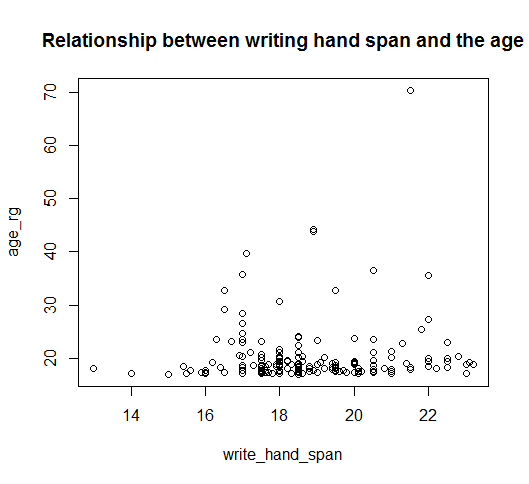 Relationship between writing hand span and the age
70
60
50
40
30
20
age_rg
14 16 18 20 22
write_hand_span